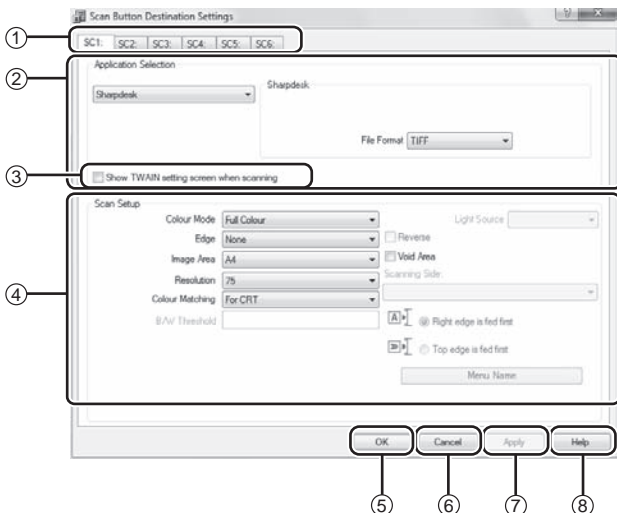 Scan Button Destination Settings
① SC1: SC2: SC3: SC4: SC5: SC6:
② Application Selection
Sharpdesk
Sharpdesk
File Format TIFF
③ Show TWAIN setting screen when scanning
④ Scan Setup
Colour Mode Full Colour Light Source
Edge None Reverse
Image Area A4 Void Area
Resolution 75 Scanning Side:
Colour Matching For CRT
B/W Threshold A Right edge is fed first
Top edge is fed first
Menu Name
OK Cancel Apply Help
⑤ ⑥ ⑦ ⑧